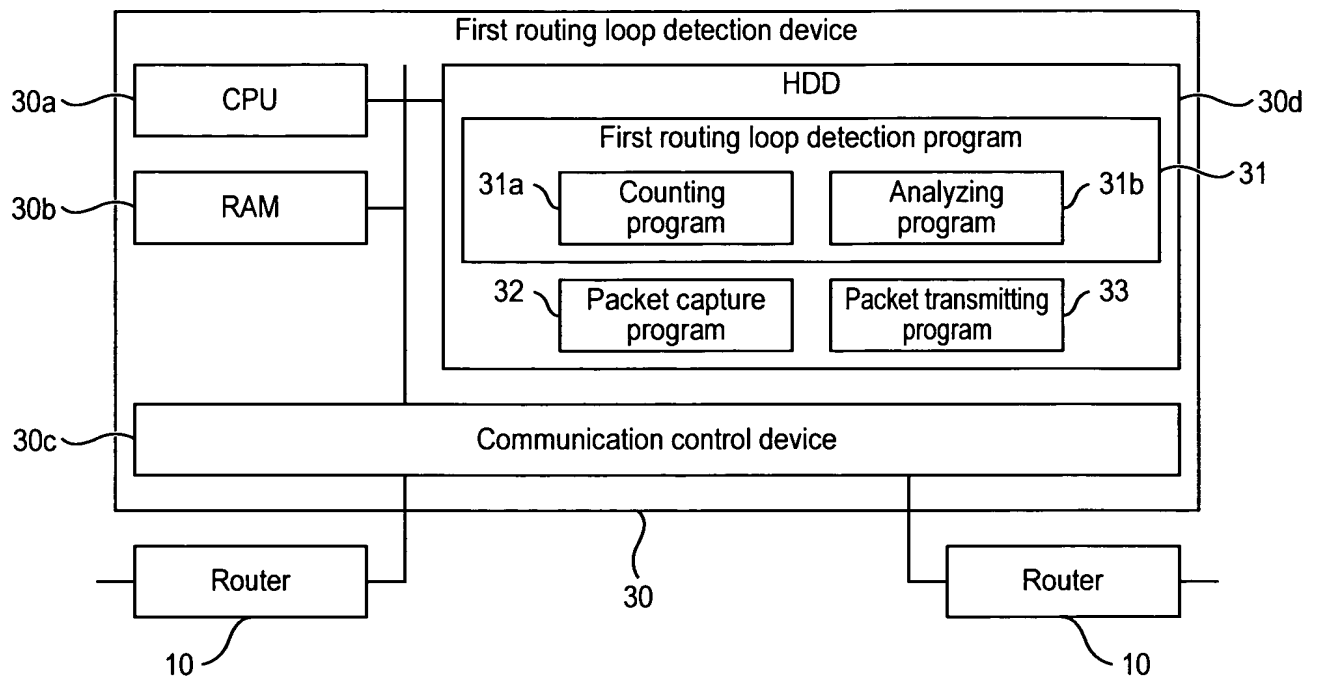 First routing loop detection device
30a
CPU
HDD
30d
First routing loop detection program
31
31a
Counting
program
Analyzing
program
31b
30b
RAM
32
Packet capture
program
Packet transmitting
program
33
30c
Communication control device
Router
10
30
Router
10